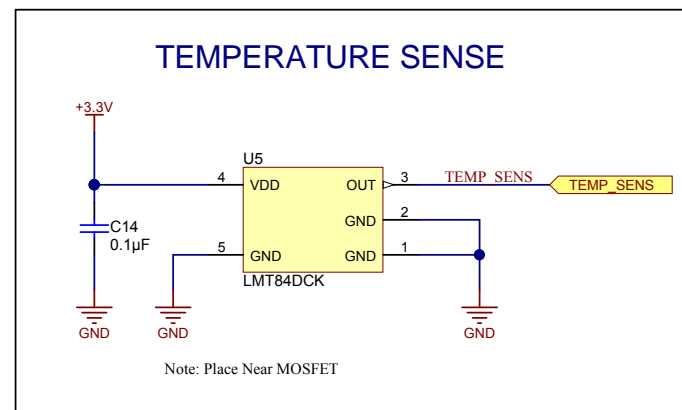 TEMPERATURE SENSE
+3.3V
U5
4 VDD OUT 3 TEMP_SENS TEMP_SENS
C14
0.1µF
GND 2
5 GND GND 1
LMT84DCK
GND GND GND
Note: Place Near MOSFET